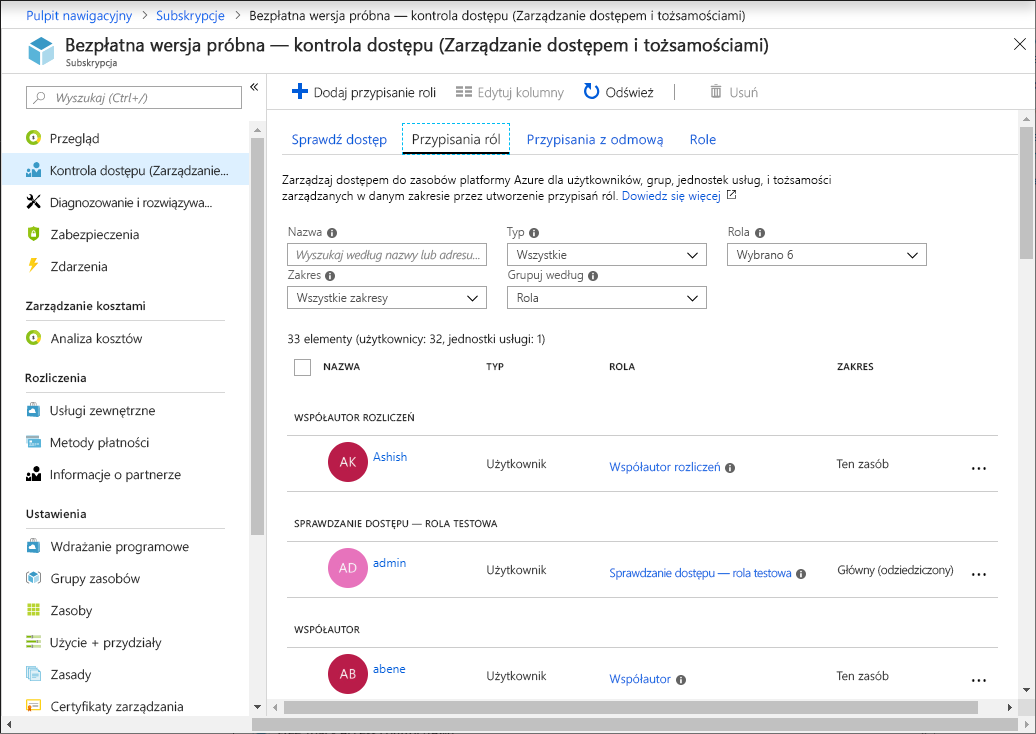 Pulpit nawigacyjny > Subskrypcje > Bezpłatna wersja próbna — kontrola dostępu (Zarządzanie dostępem i tożsamościami)
Bezpłatna wersja próbna — kontrola dostępu (Zarządzanie dostępem i tożsamościami)
Subskrypcja
Wyszukaj (Ctrl+/)
Przegląd
Kontrola dostępu (Zarządzanie...
Diagnozowanie i rozwiązywa...
Zabezpieczenia
Zdarzenia
Zarządzanie kosztami
Analiza kosztów
Rozliczenia
Usługi zewnętrzne
Metody płatności
Informacje o partnerze
Ustawienia
Wdrażanie programowe
Grupy zasobów
Zasoby
Użycie + przydziały
Zasady
Certyfikaty zarządzania
Dodaj przypisanie roli Edytuj kolumny Odśwież Usuń
Sprawdź dostęp Przypisania ról Przypisania z odmową Role
Zarządzaj dostępem do zasobów platformy Azure dla użytkowników, grup, jednostek usług, i tożsamości
zarządzanych w danym zakresie przez utworzenie przypisań ról. Dowiedz się więcej
Nazwa Typ Rola
Wyszukaj według nazwy lub adresu... Wszystkie Wybrano 6
Zakres Grupuj według
Wszystkie zakresy Rola
33 elementy (użytkownicy: 32, jednostki usługi: 1)
NAZWA TYP ROLA ZAKRES
WSPÓŁAUTOR ROZLICZEŃ
AK Ashish Użytkownik Współautor rozliczeń Ten zasób ...
SPRAWDZANIE DOSTĘPU — ROLA TESTOWA
AD admin Użytkownik Sprawdzanie dostępu — rola testowa Główny (odziedziczony) ...
WSPÓŁAUTOR
AB abene Użytkownik Współautor Ten zasób ...